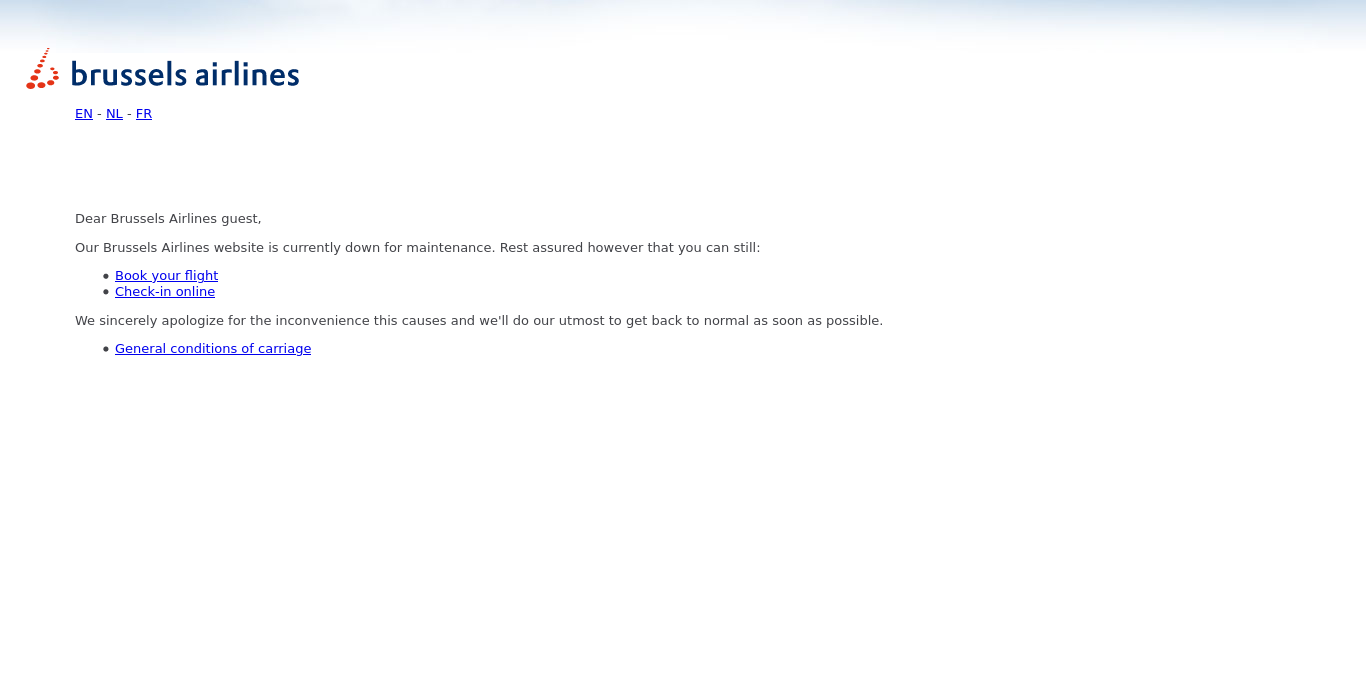 brussels airlines
EN - NL - FR
Dear Brussels Airlines guest,
Our Brussels Airlines website is currently down for maintenance. Rest assured however that you can still:
• Book your flight
• Check-in online
We sincerely apologize for the inconvenience this causes and we'll do our utmost to get back to normal as soon as possible.
• General conditions of carriage